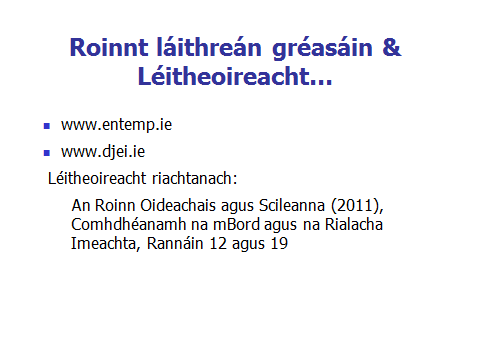 Roinnt láithreán gréasáin &
Léitheoireacht...
www.entemp.ie
www.djei.ie
Léitheoireacht riachtanach:
An Roinn Oideachais agus Scileanna (2011),
Comhdhéanamh na mBord agus na Rialacha
Imeachta, Rannáin 12 agus 19